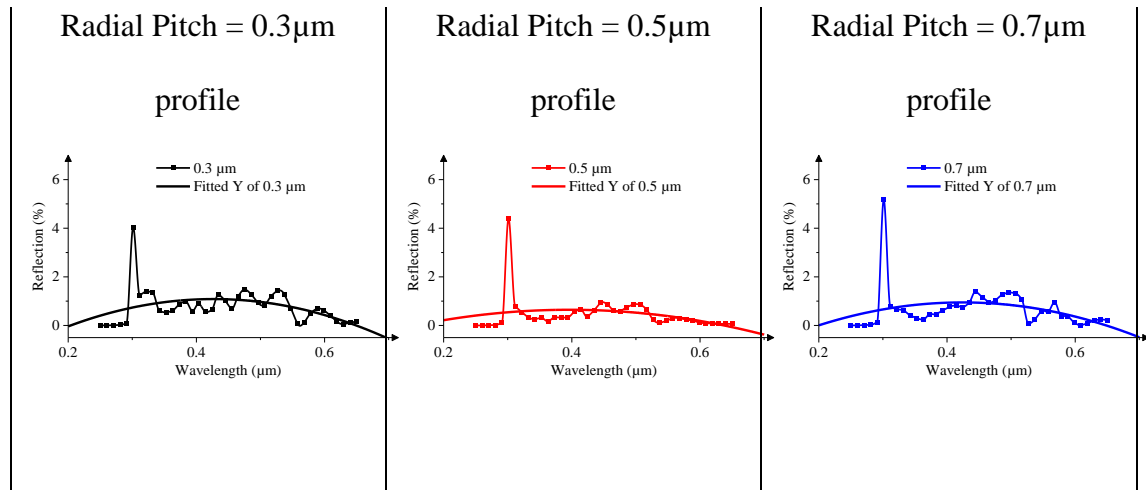 Radial Pitch = 0.3µm
profile
0.3 µm
Fitted Y of 0.3 µm
6
4
2
0
Reflection (%)
0.2
0.4
0.6
Wavelength (µm)
Radial Pitch = 0.5µm
profile
0.5 µm
Fitted Y of 0.5 µm
6
4
2
0
Reflection (%)
0.2
0.4
0.6
Wavelength (µm)
Radial Pitch = 0.7µm
profile
0.7 µm
Fitted Y of 0.7 µm
6
4
2
0
Reflection (%)
0.2
0.4
0.6
Wavelength (µm)